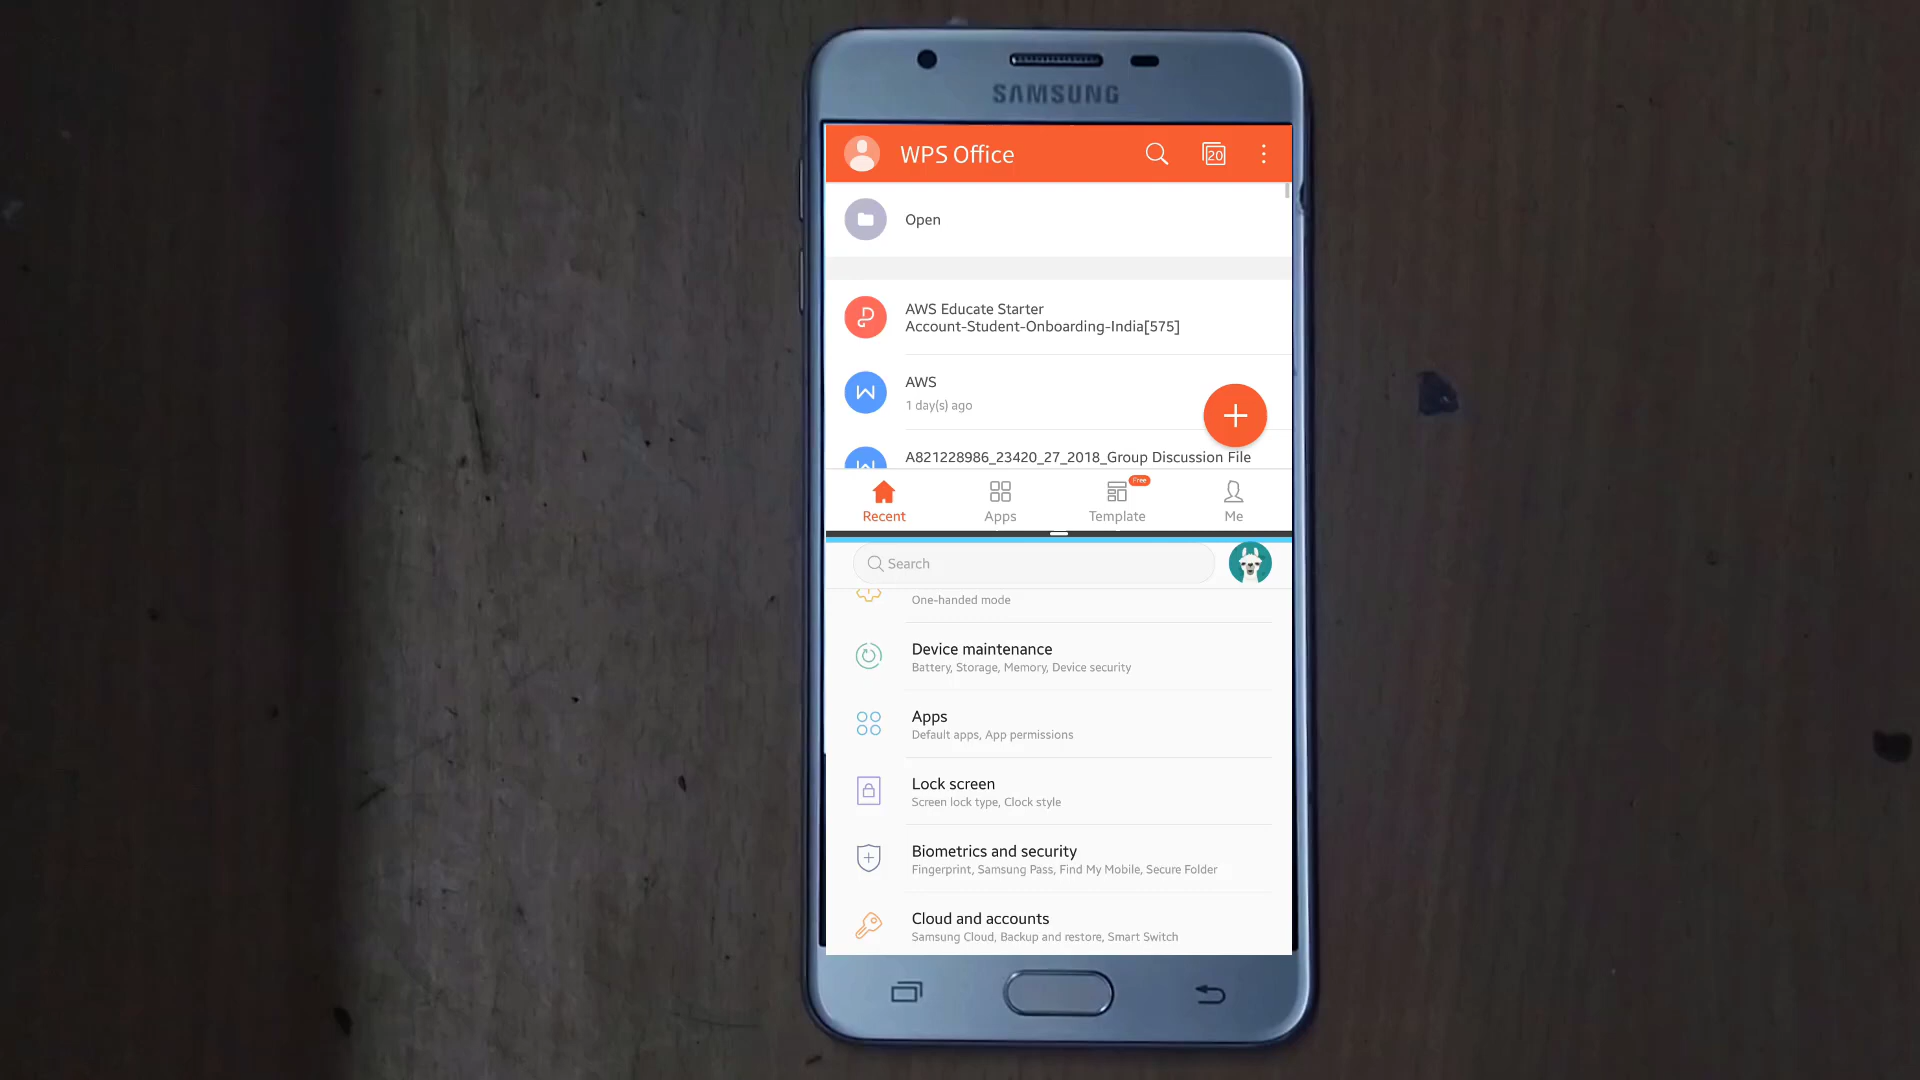 SAMSUNG
WPS Office
20
Open
AWS Educate Starter
Account-Student-Onboarding-India[575]
AWS
1 day(s) ago
A821228986_23420_27_2018_Group Discussion File
Free
Recent
Apps
Template
Me
Search
One-handed mode
Device maintenance
Battery, Storage, Memory, Device security
Apps
Default apps, App permissions
Lock screen
Screen lock type, Clock style
Biometrics and security
Fingerprint, Samsung Pass, Find My Mobile, Secure Folder
Cloud and accounts
Samsung Cloud, Backup and restore, Smart Switch